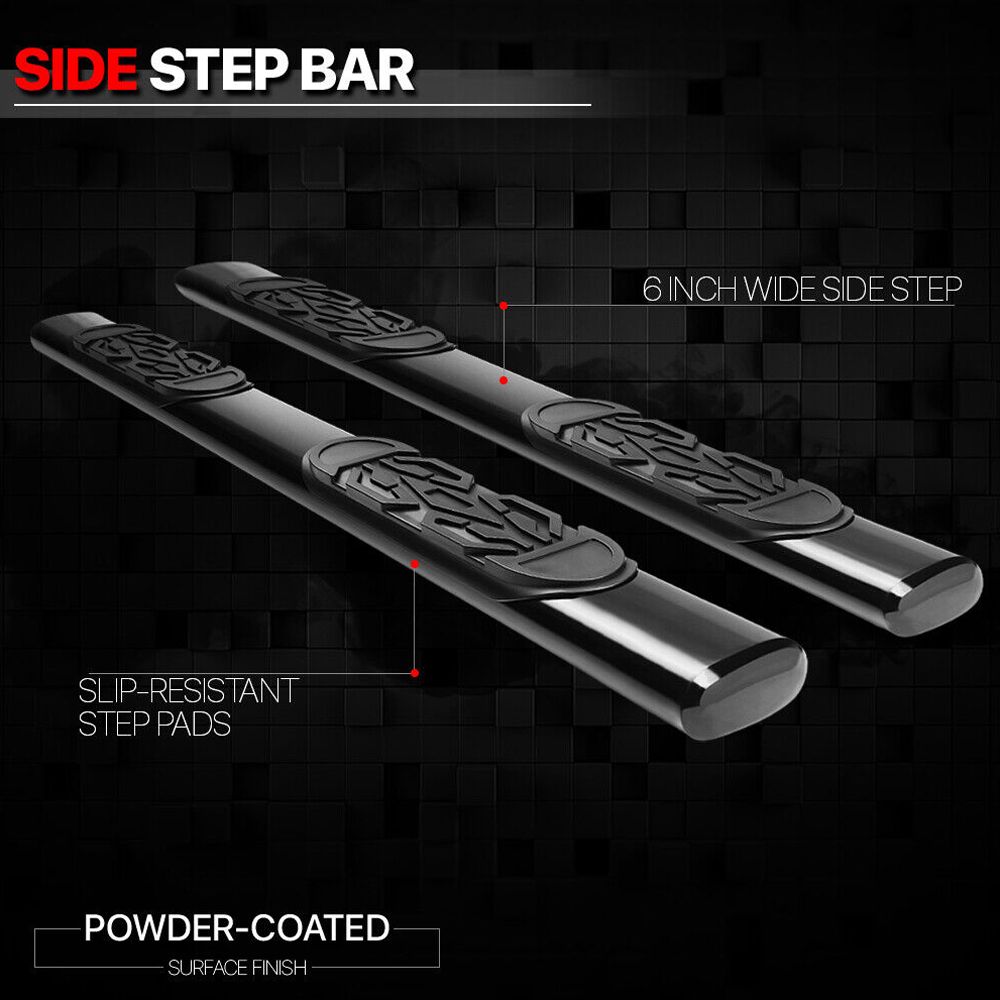 SIDE STEP BAR
6 INCH WIDE SIDE STEP
SLIP-RESISTANT
STEP PADS
POWDER-COATED
SURFACE FINISH